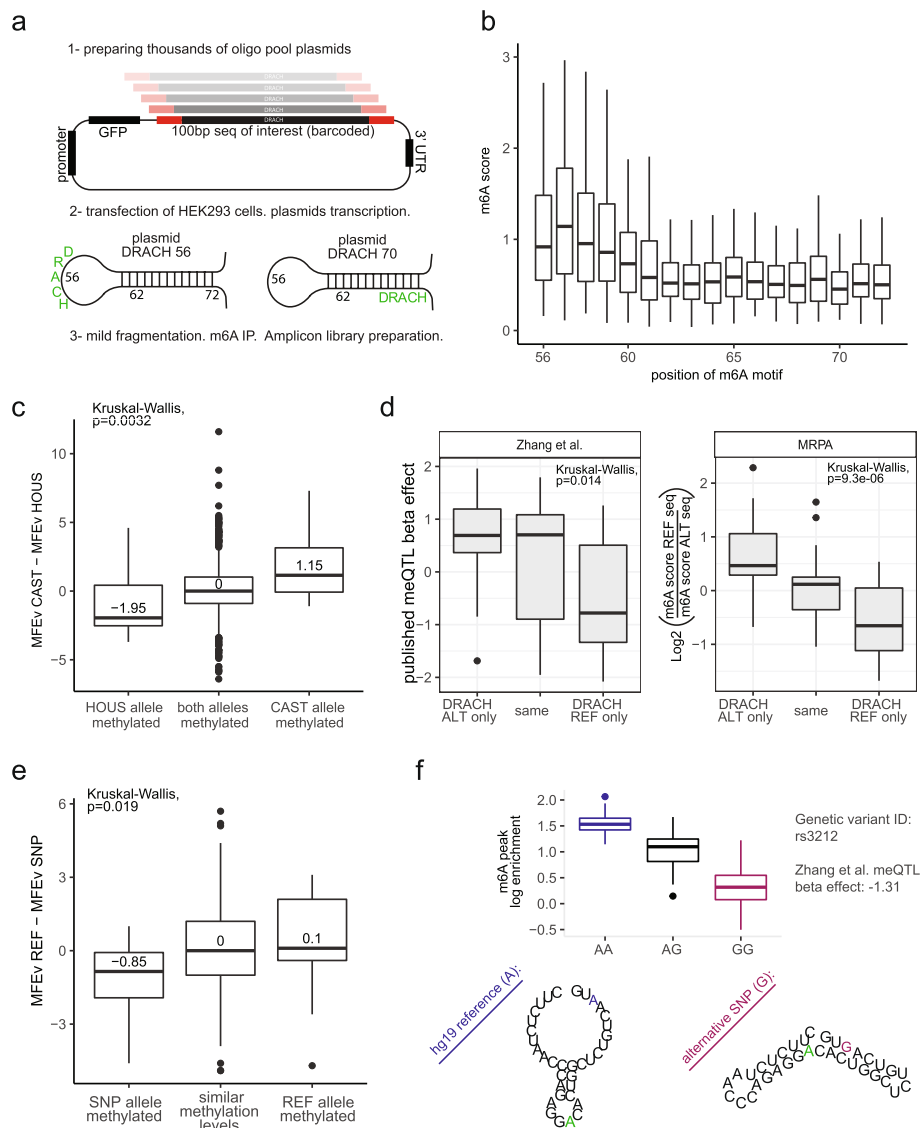 a
1- preparing thousands of oligo pool plasmids
DRACH
DRACH
DRACH
DRACH
DRACH
GFP
100bp seq of interest (barcoded)
promoter
3' UTR
2- transfection of HEK293 cells. plasmids transcription.
plasmid
DRACH 56
D
R
A
C
H
56
62
72
plasmid
DRACH 70
56
62
DRACH
3- mild fragmentation. m6A IP. Amplicon library preparation.
b
m6A score
3
2
1
0
56
60
65
70
position of m6A motif
c
Kruskal-Wallis,
p=0.0032
MFEv CAST − MFEv HOUS
10
5
0
−5
−1.95
0
1.15
HOUS allele
methylated
both alleles
methylated
CAST allele
methylated
d
Zhang et al.
Kruskal-Wallis,
p=0.014
published meQTL beta effect
2
1
0
−1
−2
DRACH
ALT only
same
DRACH
REF only
MRPA
Kruskal-Wallis,
p=9.3e-06
Log2 (m6A score REF seq
m6A score ALT seq)
2
1
0
−1
DRACH
ALT only
same
DRACH
REF only
e
Kruskal-Wallis,
p=0.019
MFEv REF − MFEv SNP
6
3
0
−3
−0.85
0
0.1
SNP allele
methylated
similar
methylation
levels
REF allele
methylated
f
m6A peak
log enrichment
2.0
1.5
1.0
0.5
0.0
−0.5
AA
AG
GG
Genetic variant ID:
rs3212
Zhang et al. meQTL
beta effect: -1.31
hg19 reference (A):
alternative SNP (G):